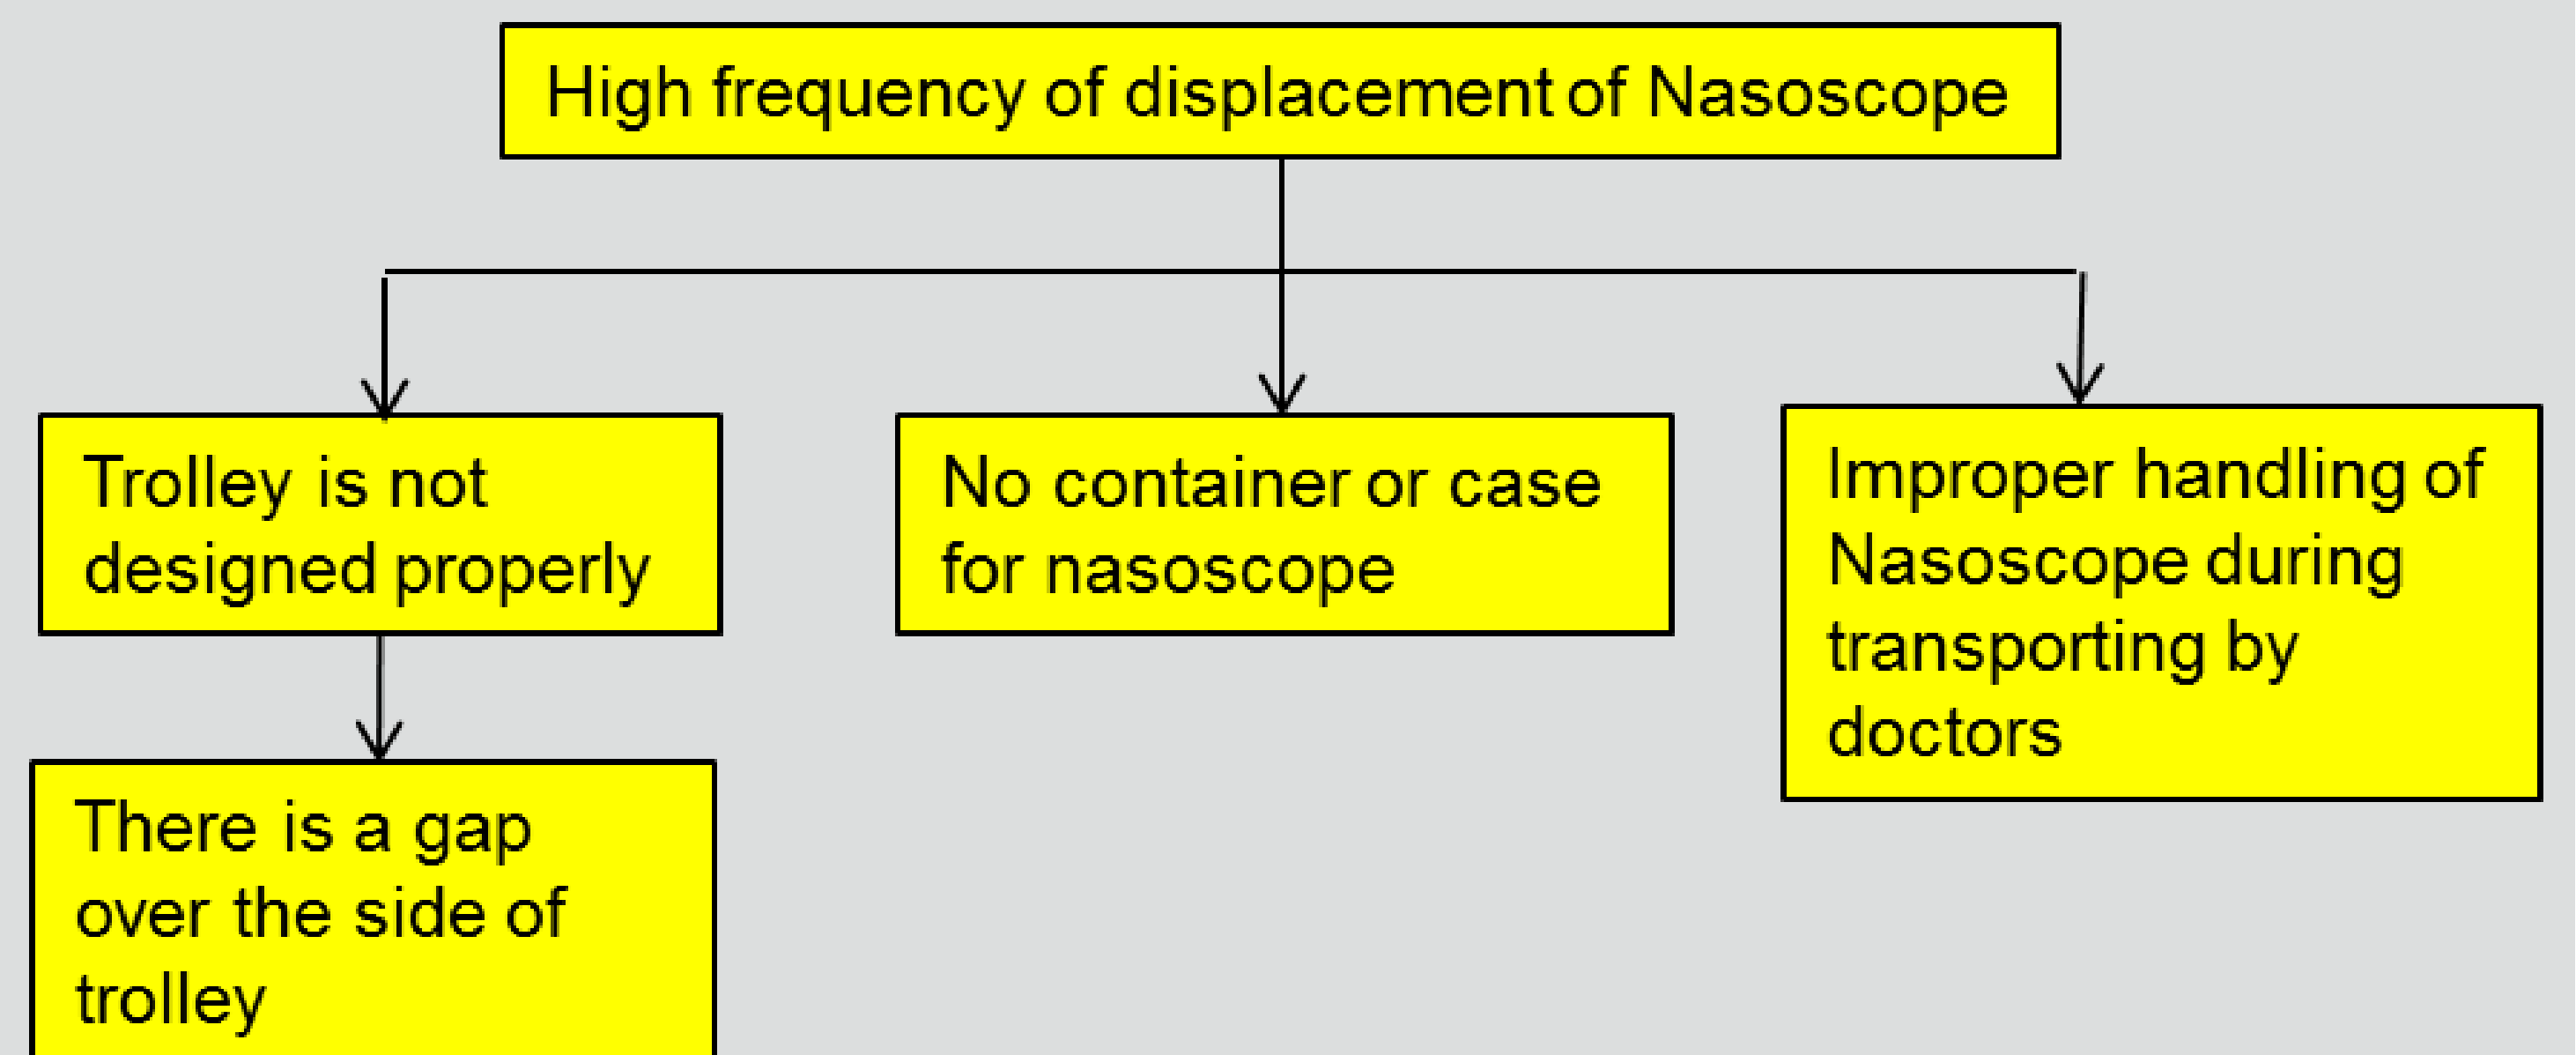 High frequency of displacement of Nasoscope
Trolley is not
designed properly
No container or case
for nasoscope
Improper handling of
Nasoscope during
transporting by
doctors
There is a gap
over the side of
trolley